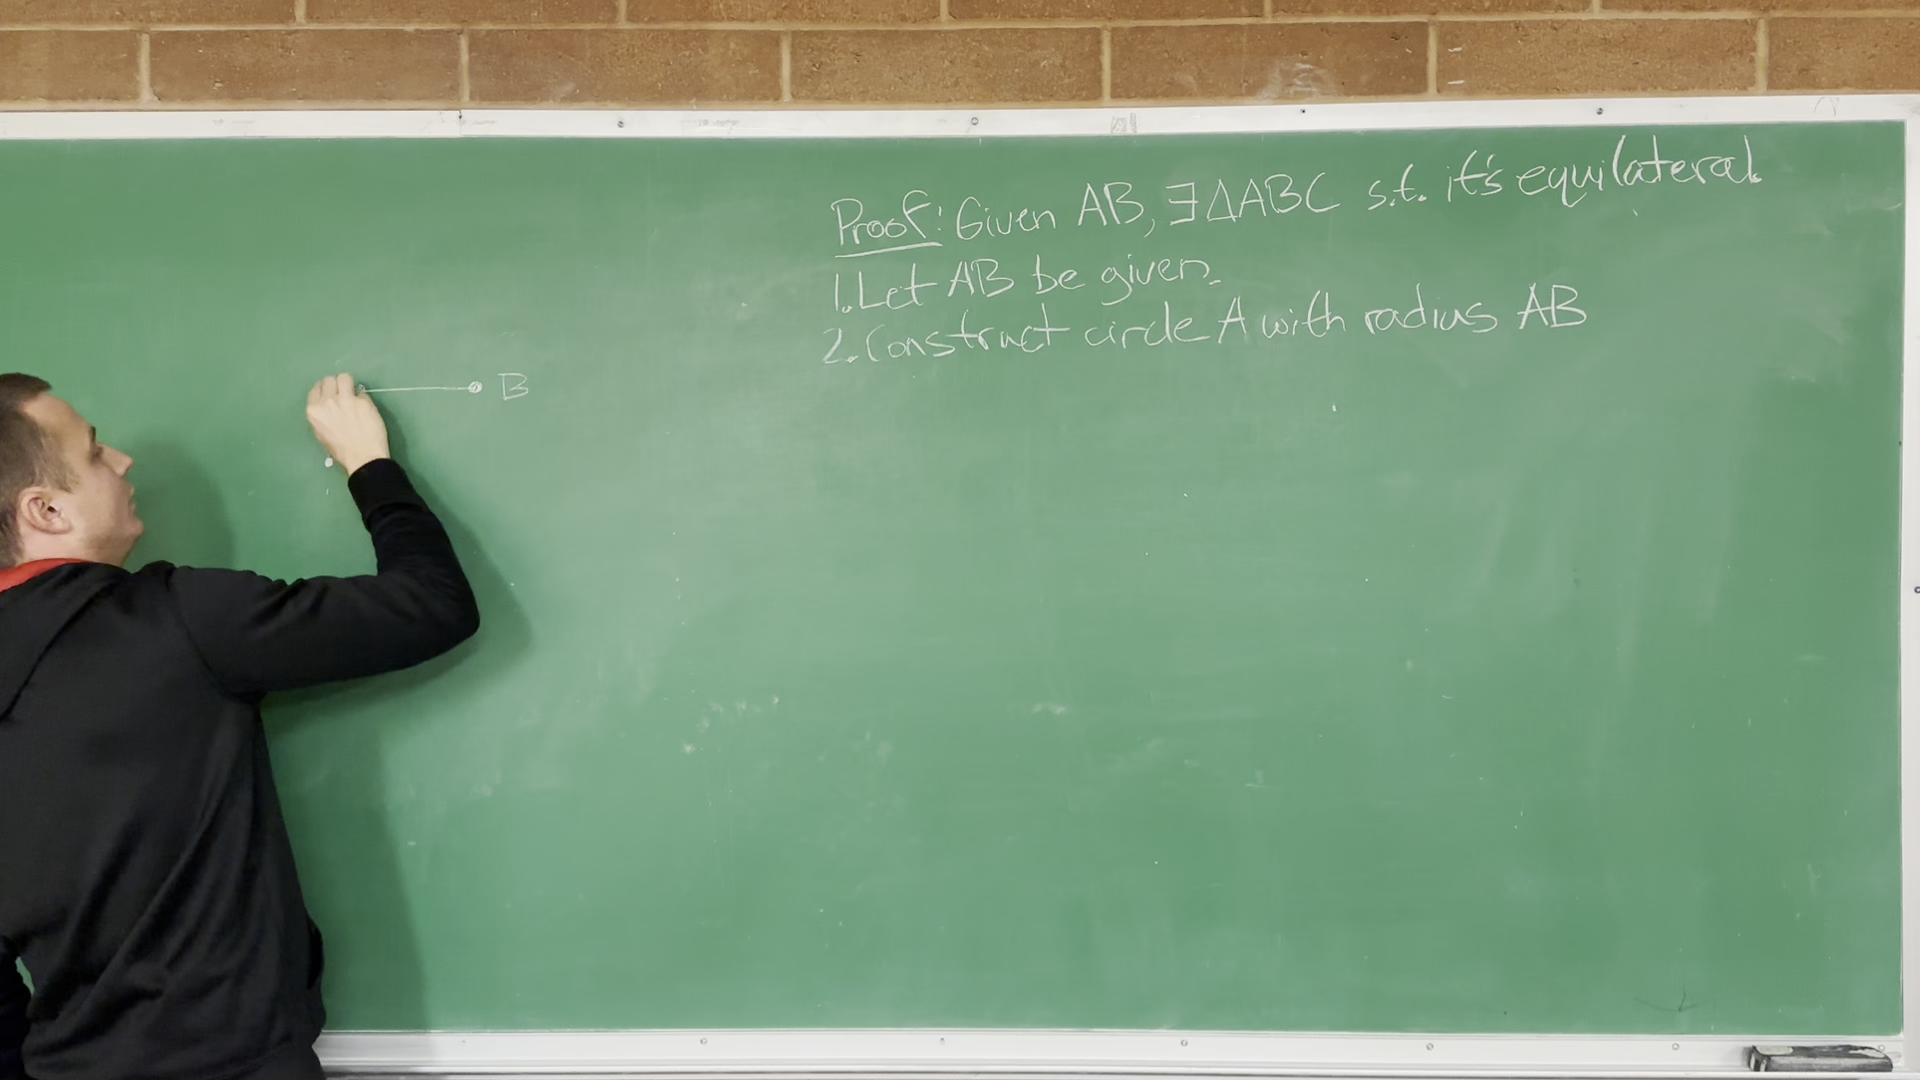 Proof: Given AB, ∃ΔABC s.t. it's equilateral.
1. Let AB be given.
2. Construct circle A with radius AB
B